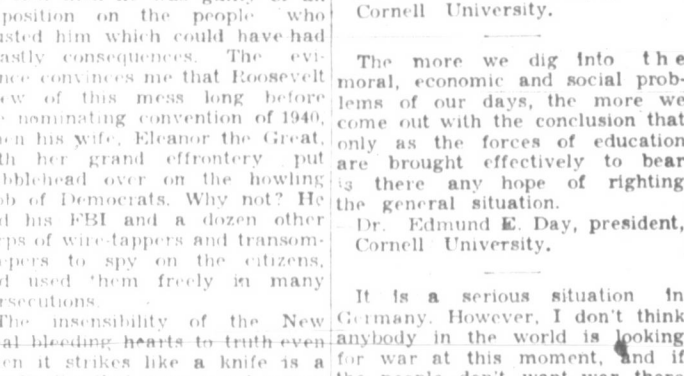 position on the people who
usted him which could have had
astly consequences. The evi-
nce convinces me that Roosevelt
ew of this mess long before
e nominating convention of 1940,
en his wife, Eleanor the Great,
th her grand effrontery put
bblehead over on the howling
ob of Democrats. Why not? He
d his FBI and a dozen other
rps of wire-tappers and transom-
epers to spy on the citizens,
d used them freely in many
rsecutions.
The insensibility of the New
al bleeding hearts to truth even
en it strikes like a knife is a
Cornell University.
The more we dig into the
moral, economic and social prob-
lems of our days, the more we
come out with the conclusion that
only as the forces of education
are brought effectively to bear
is there any hope of righting
the general situation.
Dr. Edmund E. Day, president,
Cornell University.
It is a serious situation in
Germany. However, I don't think
anybody in the world is looking
for war at this moment, and if
the people don't want war there